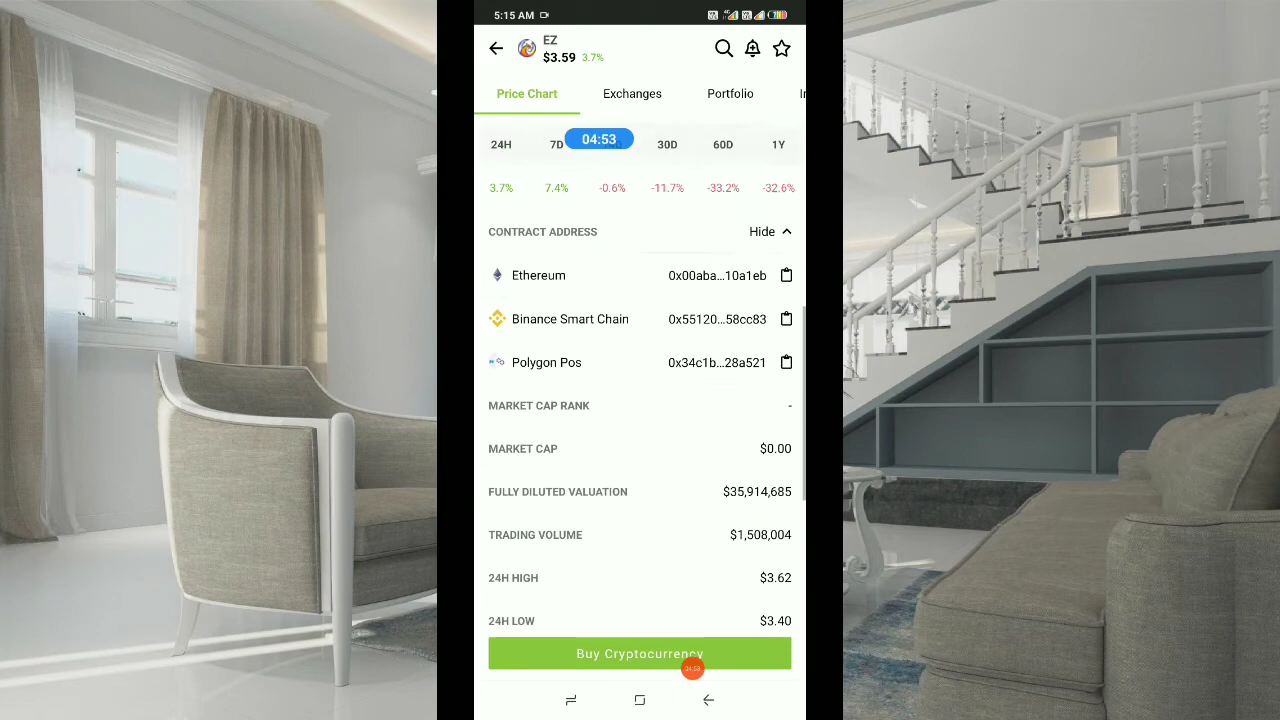 5:15 AM
EZ
$3.59 3.7%
Price Chart Exchanges Portfolio
24H 7D 04:53 30D 60D 1Y
3.7% 7.4% -0.6% -11.7% -33.2% -32.6%
CONTRACT ADDRESS Hide
Ethereum 0x00aba...10a1eb
Binance Smart Chain 0x55120...58cc83
Polygon Pos 0x34c1b...28a521
MARKET CAP RANK -
MARKET CAP $0.00
FULLY DILUTED VALUATION $35,914,685
TRADING VOLUME $1,508,004
24H HIGH $3.62
24H LOW $3.40
Buy Cryptocurrency
04:53